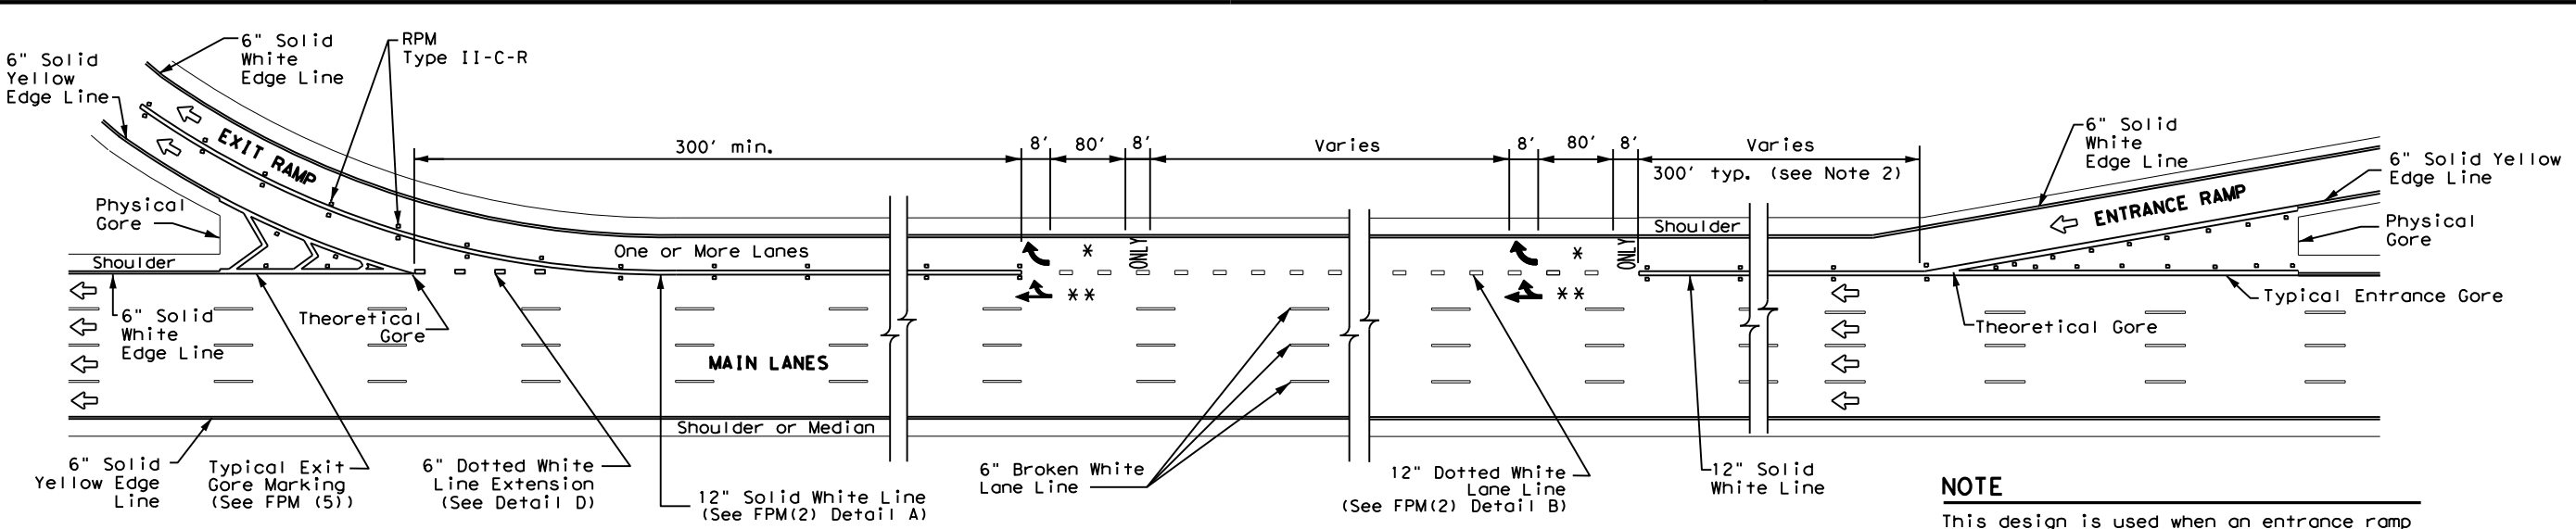 6" Solid
Yellow
Edge Line
6" Solid
White
Edge Line
RPM
Type II-C-R
EXIT RAMP
300' min.
8'
80'
8'
Varies
8'
80'
8'
Varies
300' typ. (see Note 2)
6" Solid
White
Edge Line
6" Solid Yellow
Edge Line
ENTRANCE RAMP
Physical
Gore
Physical
Gore
Shoulder
One or More Lanes
*
ONLY
*
ONLY
Shoulder
**
**
6" Solid
White
Edge Line
Theoretical
Gore
MAIN LANES
Theoretical Gore
Typical Entrance Gore
Shoulder or Median
6" Solid
Yellow Edge
Line
Typical Exit
Gore Marking
(See FPM (5))
6" Dotted White
Line Extension
(See Detail D)
12" Solid White Line
(See FPM(2) Detail A)
6" Broken White
Lane Line
12" Dotted White
Lane Line
(See FPM(2) Detail B)
12" Solid
White Line
NOTE
This design is used when an entrance ramp